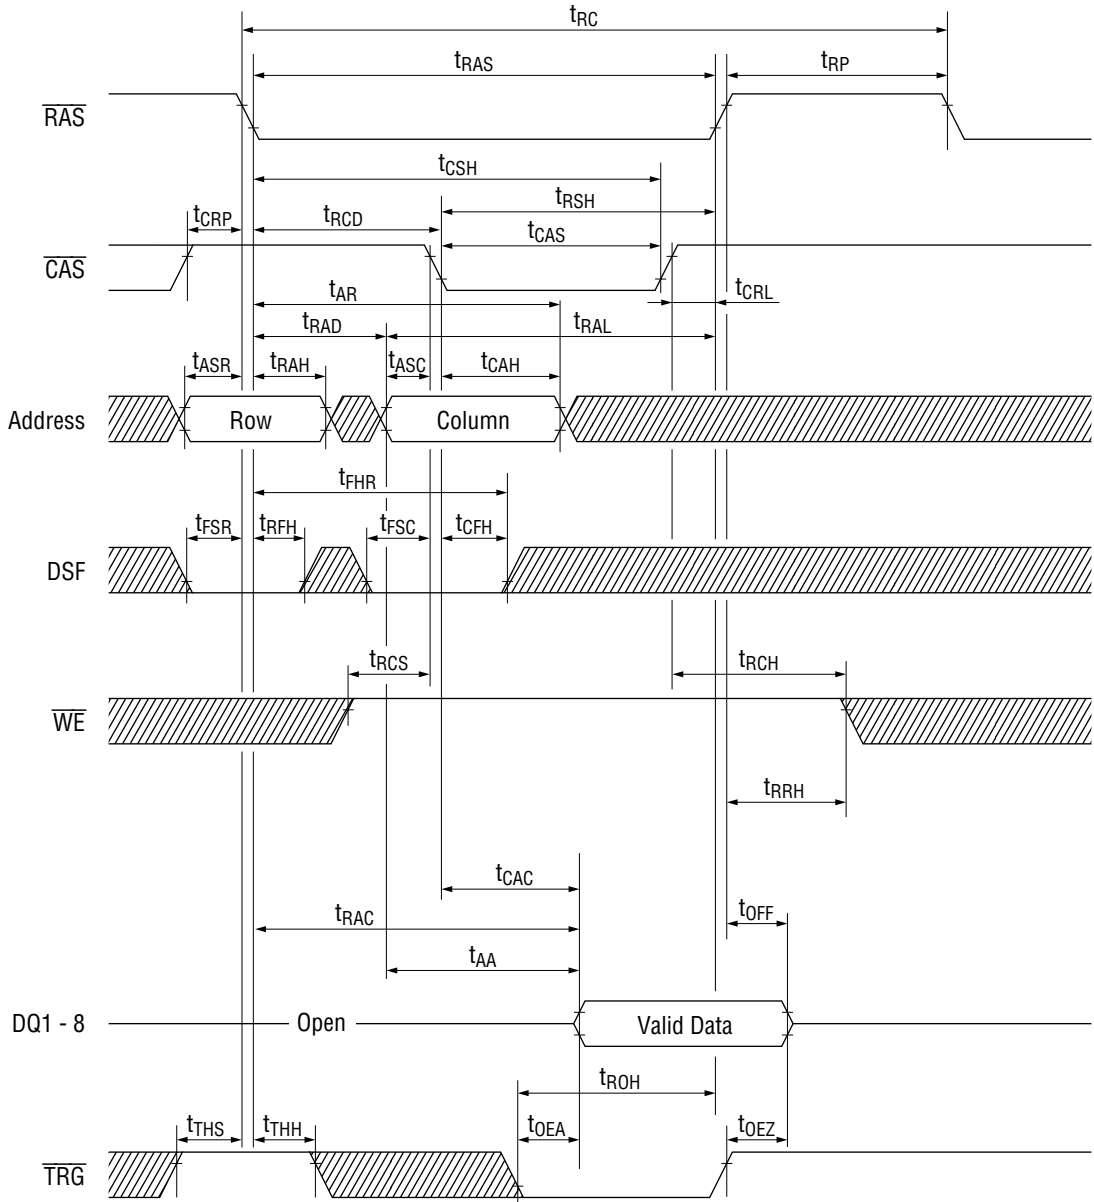 tRC
tRAS tRP
RAS
tCSH
tRSH
tCRP tRCD
tCAS
CAS
tAR tCRL
tRAD tRAL
tASR tRAH tASC tCAH
Address Row Column
tFHR
tFSR tRFH tFSC tCFH
DSF
tRCS tRCH
WE
tRRH
tCAC
tRAC tOFF
tAA
DQ1 - 8 Open Valid Data
tROH
tTHS tTHH tOEA tOEZ
TRG